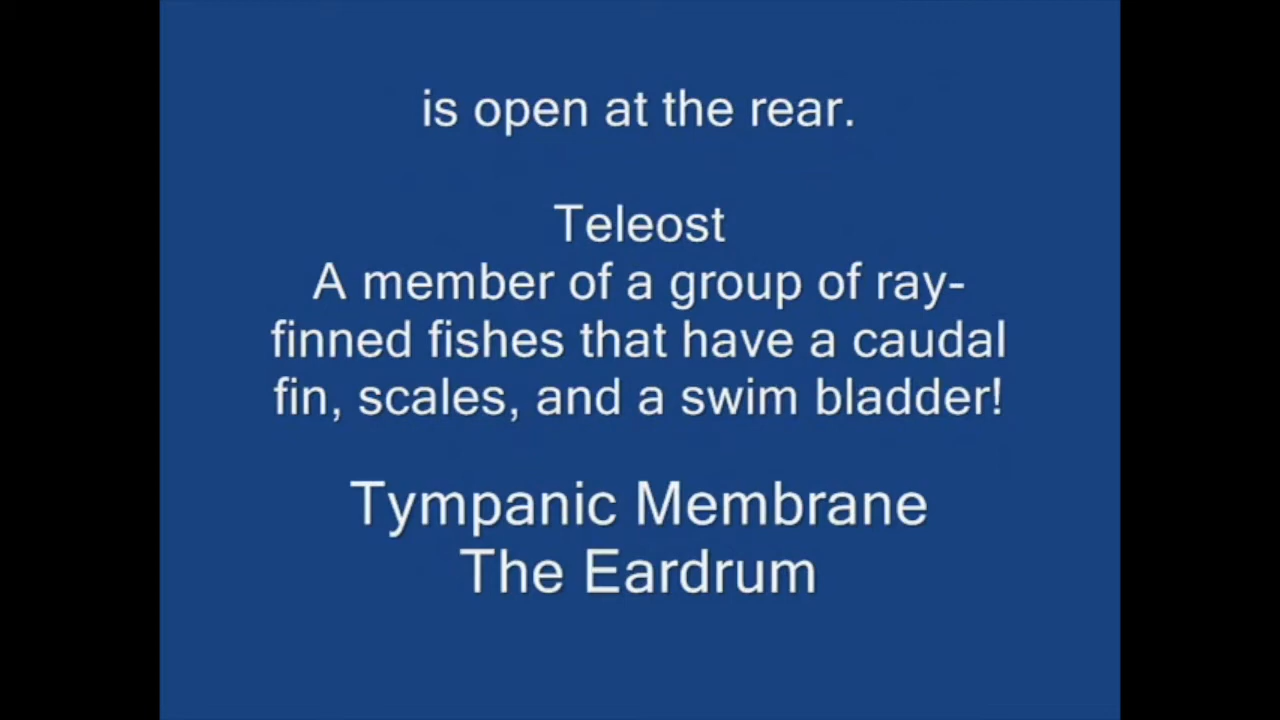 is open at the rear.
Teleost
A member of a group of ray-
finned fishes that have a caudal
fin, scales, and a swim bladder!
Tympanic Membrane
The Eardrum